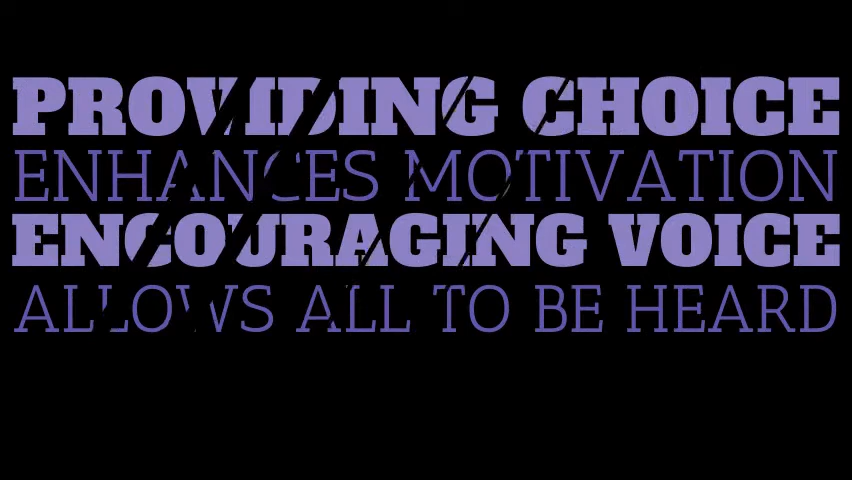 PROVIDING CHOICE
ENHANCES MOTIVATION
ENCOURAGING VOICE
ALLOWS ALL TO BE HEARD